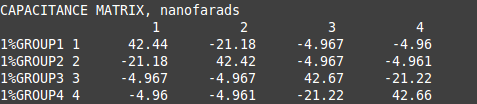 CAPACITANCE MATRIX, nanofarads
1 2 3 4
1%GROUP1 1 42.44 -21.18 -4.967 -4.96
1%GROUP2 2 -21.18 42.42 -4.967 -4.961
1%GROUP3 3 -4.967 -4.967 42.67 -21.22
1%GROUP4 4 -4.96 -4.961 -21.22 42.66